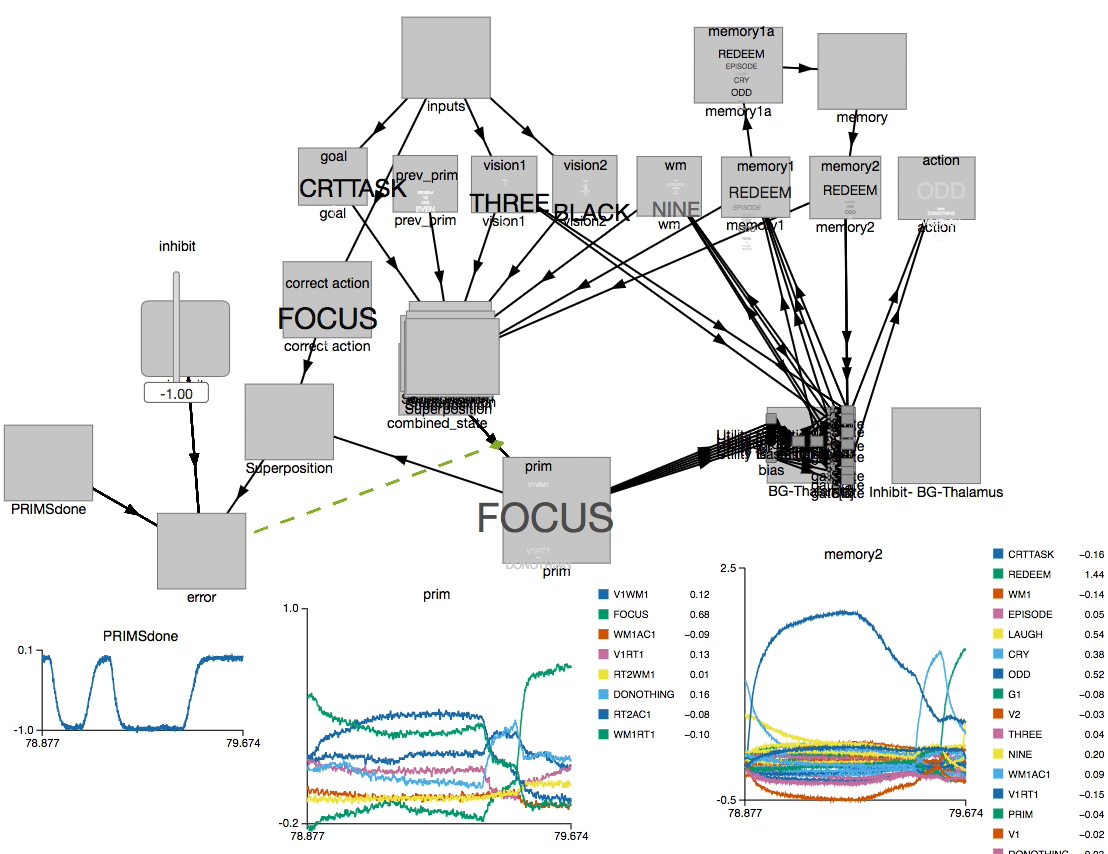 inputs
memory1a
REDEEM
EPISODE
CRY
ODD
memory1a
memory
goal
CRTTASK
goal
prev_prim
EVEN
prev_prim
vision1
THREE
vision1
vision2
BLACK
vision2
wm
NINE
wm
memory1
REDEEM
EPISODE
memory1
memory2
REDEEM
ODD
memory2
action
ODD
DONOTHING
action
inhibit
-1.00
correct action
FOCUS
correct action
Superposition
combined_state
Superposition
PRIMSdone
error
prim
V1WM1
FOCUS
V1RT1
DONOTHING
prim
bias
BG-Thalamus
Inhibit- BG-Thalamus
PRIMSdone
0.1
-1.0
78.877
79.674
prim
1.0
-0.2
78.877
79.674
V1WM1 0.12
FOCUS 0.68
WM1AC1 −0.09
V1RT1 0.13
RT2WM1 0.01
DONOTHING 0.16
RT2AC1 −0.08
WM1RT1 −0.10
memory2
2.5
-0.5
78.877
79.674
CRTTASK −0.16
REDEEM 1.44
WM1 −0.14
EPISODE 0.05
LAUGH 0.54
CRY 0.38
ODD 0.52
G1 −0.08
V2 −0.03
THREE 0.04
NINE 0.20
WM1AC1 0.09
V1RT1 −0.15
PRIM −0.04
V1 −0.02